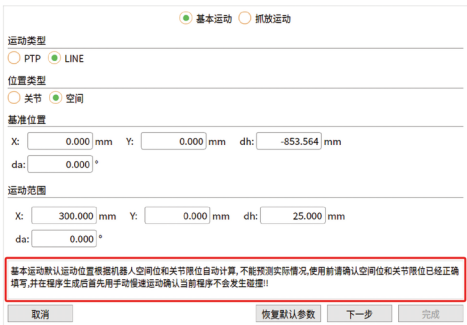 基本运动 抓放运动
运动类型
PTP LINE
位置类型
关节 空间
基准位置
X: 0.000 mm Y: 0.000 mm dh: -853.564 mm
da: 0.000 °
运动范围
X: 300.000 mm Y: 0.000 mm dh: 25.000 mm
da: 0.000 °
基本运动默认运动位置根据机器人空间位和关节限位自动计算, 不能预测实际情况,使用前请确认空间位和关节限位已经正确
填写,并在程序生成后首先用手动慢速运动确认当前程序不会发生碰撞!!
取消 恢复默认参数 下一步 完成